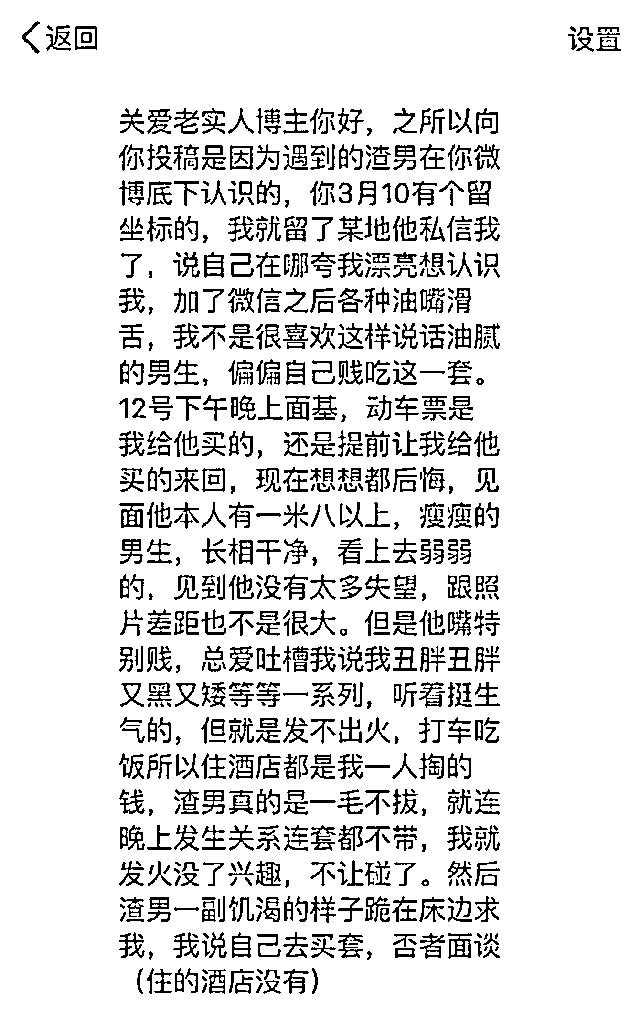 返回
设置
关爱老实人博主你好，之所以向
你投稿是因为遇到的渣男在你微
博底下认识的，你3月10有个留
坐标的，我就留了某地他私信我
了，说自己在哪夸我漂亮想认识
我，加了微信之后各种油嘴滑
舌，我不是很喜欢这样说话油腻
的男生，偏偏自己贱吃这一套。
12号下午晚上面基，动车票是
我给他买的，还是提前让我给他
买的来回，现在想想都后悔，见
面他本人有一米八以上，瘦瘦的
男生，长相干净，看上去弱弱
的，见到他没有太多失望，跟照
片差距也不是很大。但是他嘴特
别贱，总爱吐槽我说我丑胖丑胖
又黑又矮等等一系列，听着挺生
气的，但就是发不出火，打车吃
饭所以住酒店都是我一人掏的
钱，渣男真的是一毛不拔，就连
晚上发生关系连套都不带，我就
发火没了兴趣，不让碰了。然后
渣男一副饥渴的样子跪在床边求
我，我说自己去买套，否者面谈
（住的酒店没有）